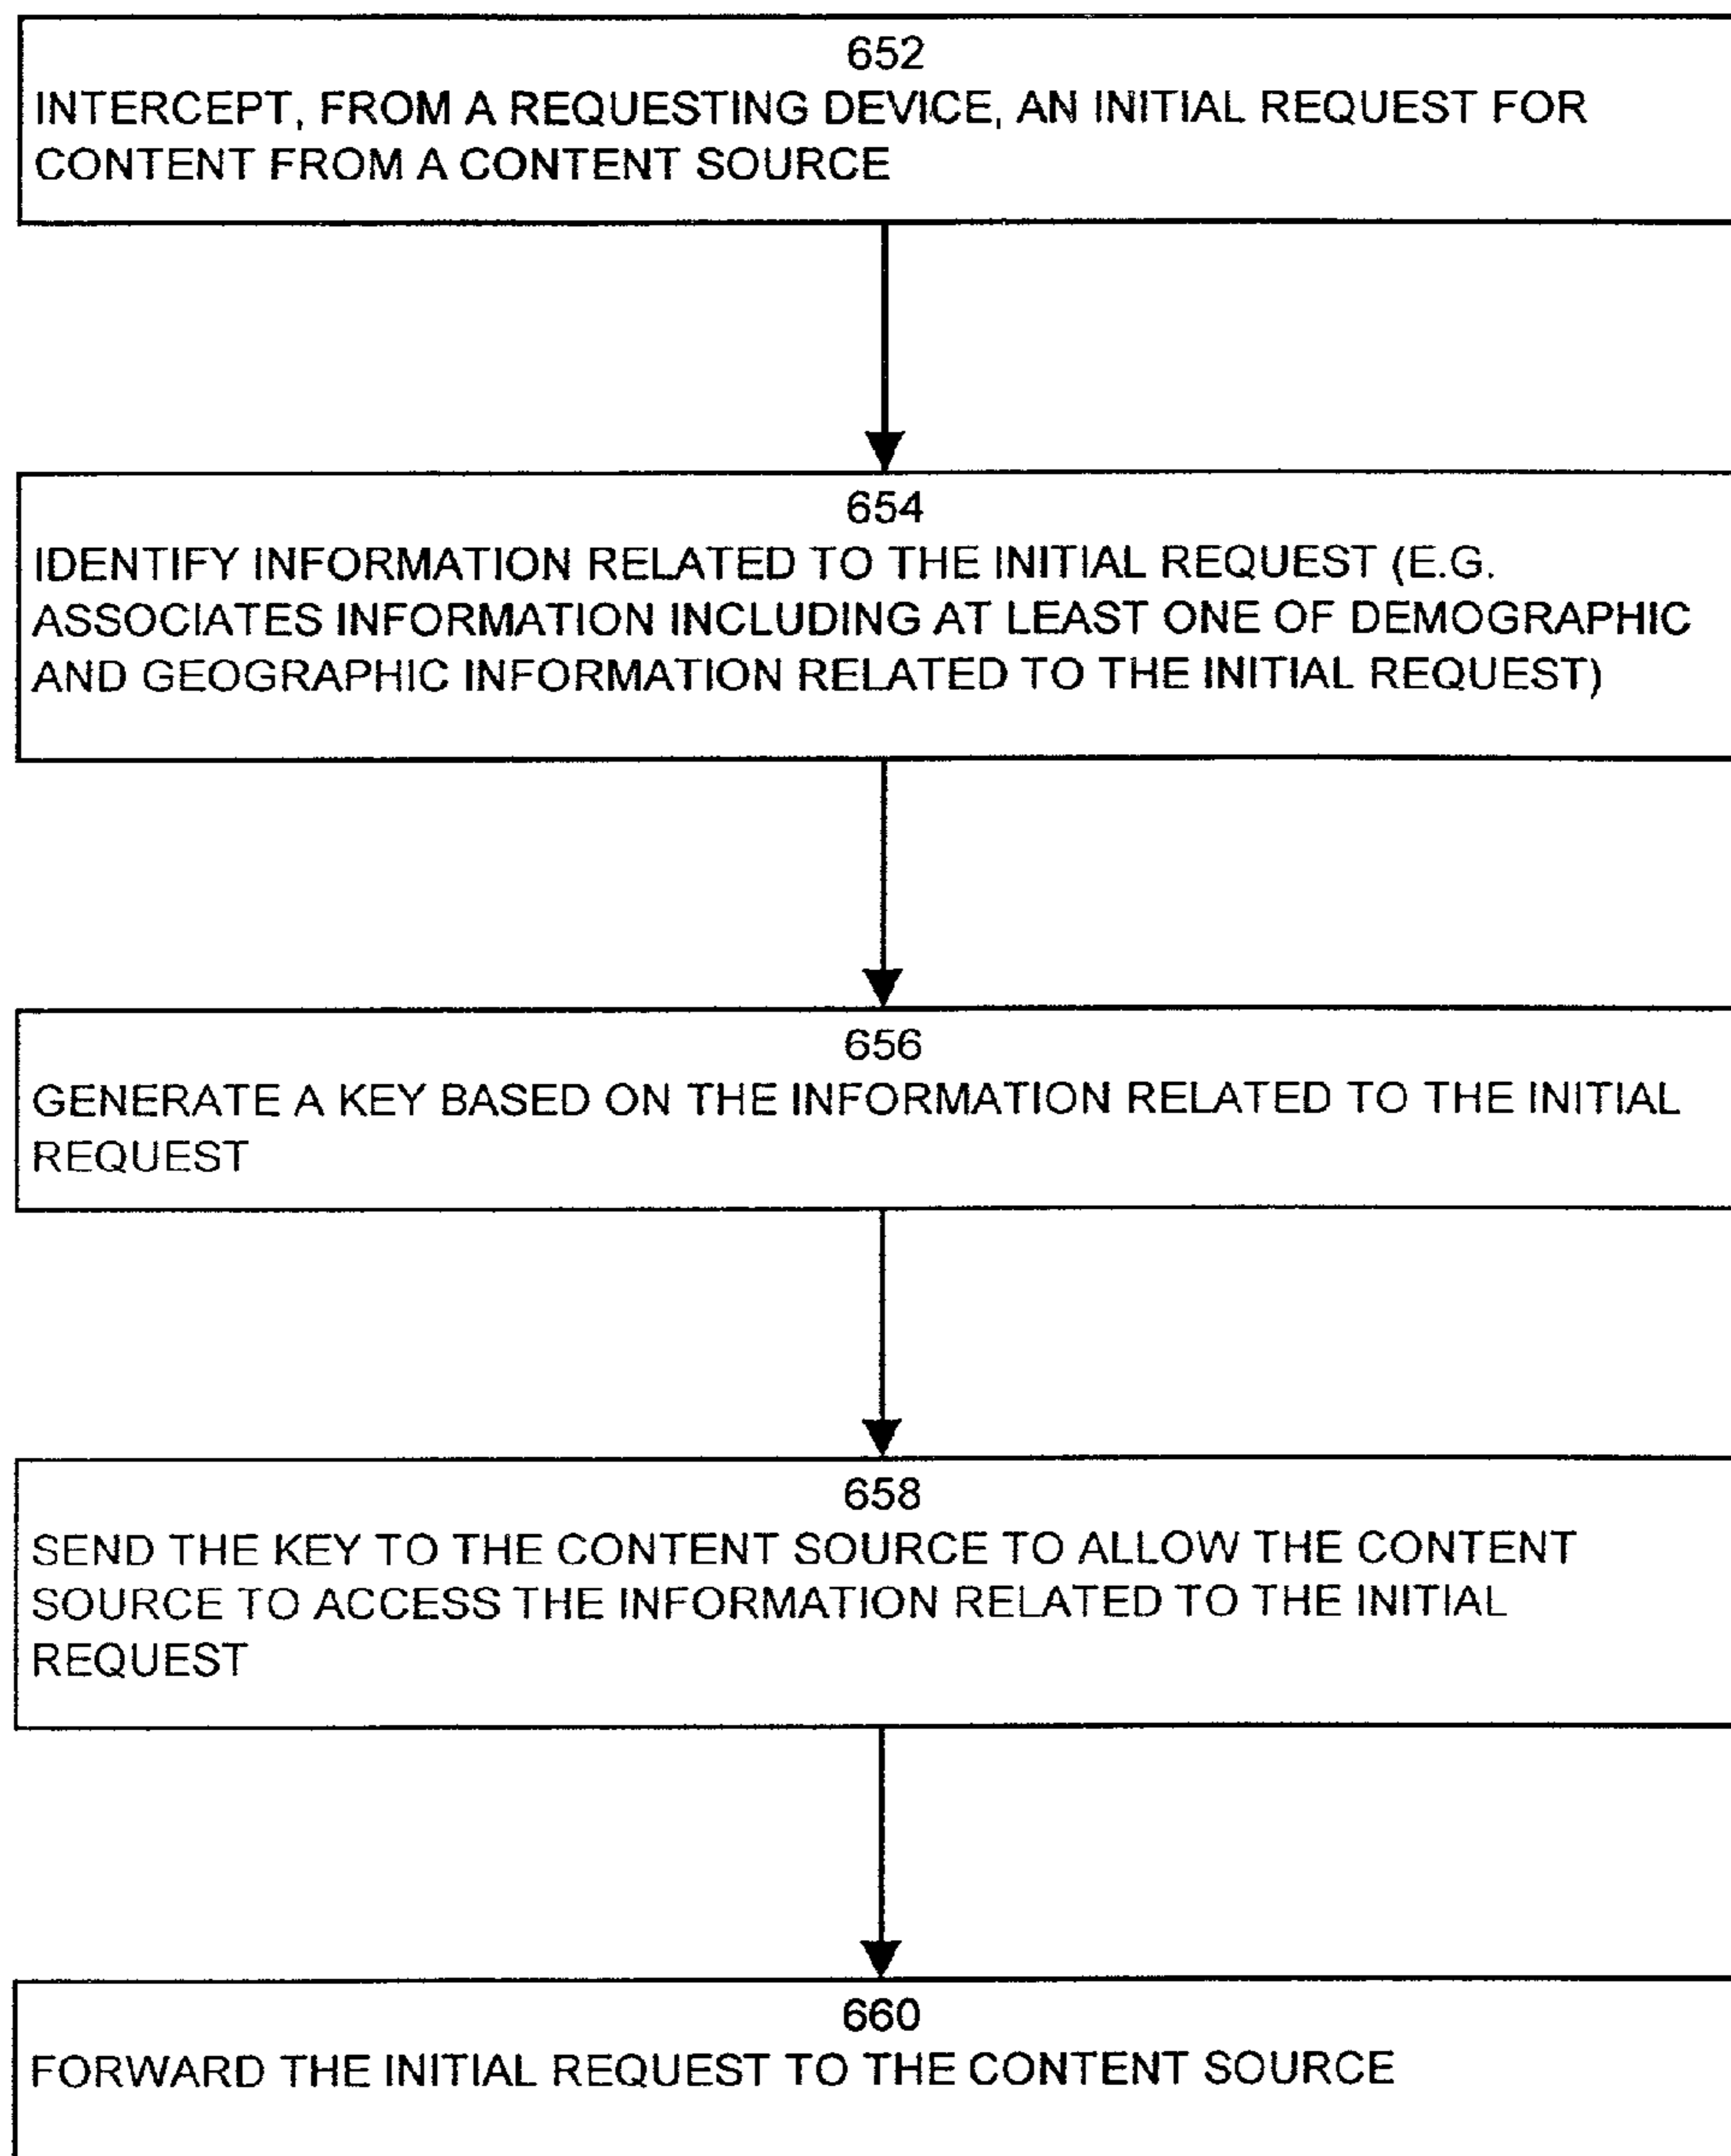 652
INTERCEPT, FROM A REQUESTING DEVICE, AN INITIAL REQUEST FOR
CONTENT FROM A CONTENT SOURCE
654
IDENTIFY INFORMATION RELATED TO THE INITIAL REQUEST (E.G.
ASSOCIATES INFORMATION INCLUDING AT LEAST ONE OF DEMOGRAPHIC
AND GEOGRAPHIC INFORMATION RELATED TO THE INITIAL REQUEST)
656
GENERATE A KEY BASED ON THE INFORMATION RELATED TO THE INITIAL
REQUEST
658
SEND THE KEY TO THE CONTENT SOURCE TO ALLOW THE CONTENT
SOURCE TO ACCESS THE INFORMATION RELATED TO THE INITIAL
REQUEST
660
FORWARD THE INITIAL REQUEST TO THE CONTENT SOURCE